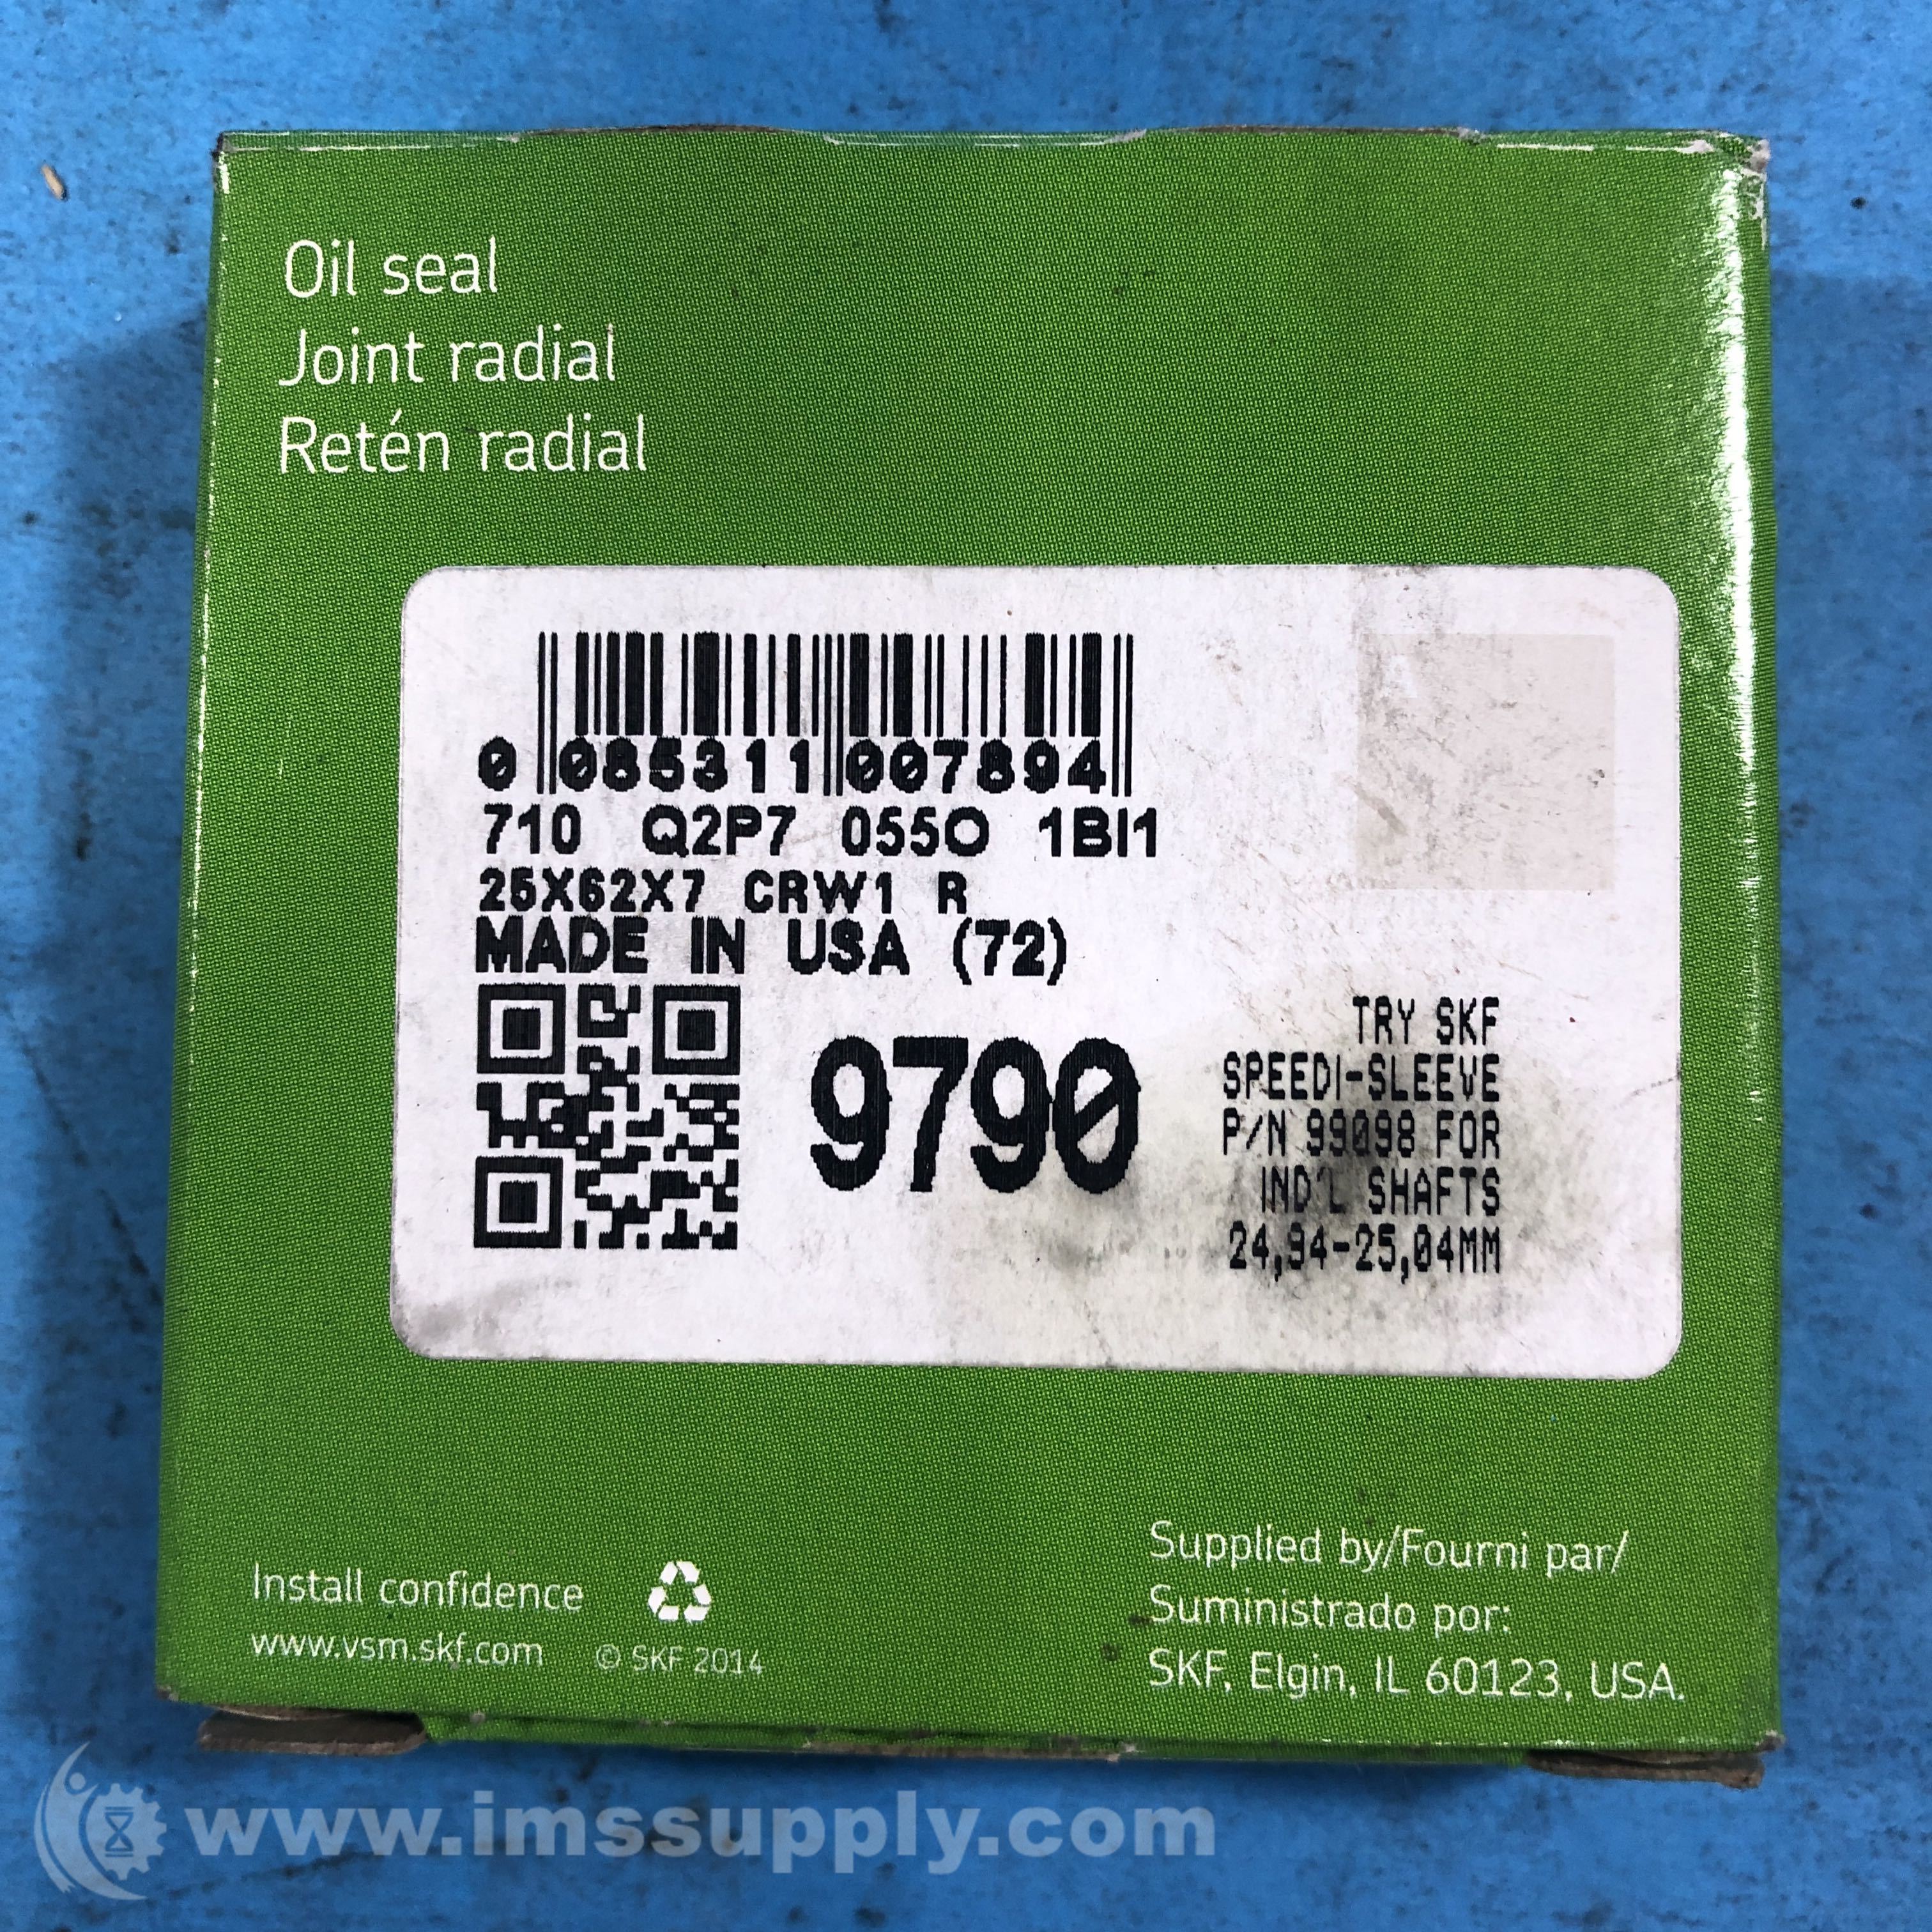 Oil seal
Joint radial
Retén radial
0 085311 007894
710 Q2P7 055O 1BI1
25X62X7 CRW1 R
MADE IN USA (72)
9790
TRY SKF
SPEEDI-SLEEVE
P/N 99098 FOR
IND'L SHAFTS
24,94-25,04MM
Install confidence
www.vsm.skf.com © SKF 2014
Supplied by/Fourni par/
Suministrado por:
SKF, Elgin, IL 60123, USA.
www.imssupply.com